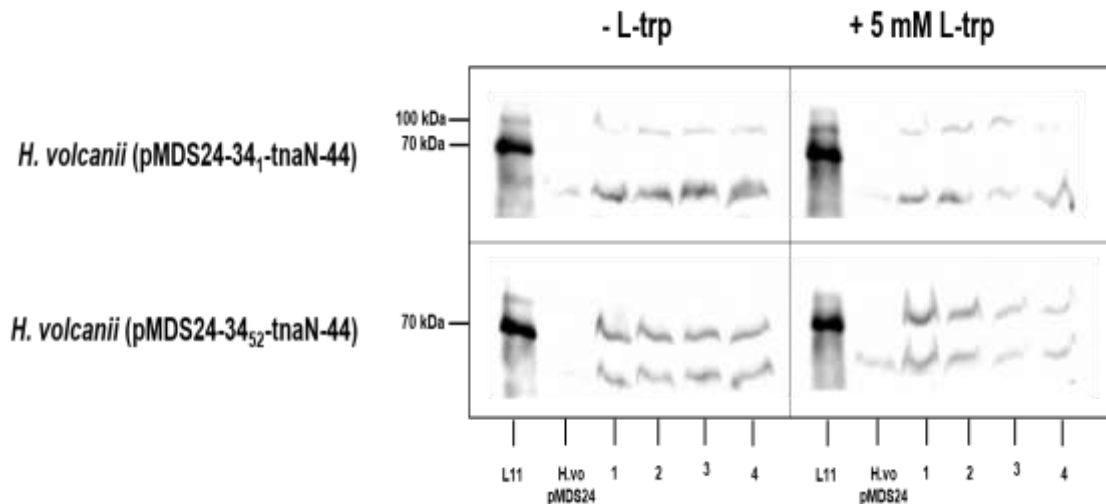 - L-trp + 5 mM L-trp
100 kDa
70 kDa
H. volcanii (pMDS24-34₁-tnaN-44)
70 kDa
H. volcanii (pMDS24-34₅₂-tnaN-44)
L11 H.vo pMDS24 1 2 3 4 L11 H.vo pMDS24 1 2 3 4